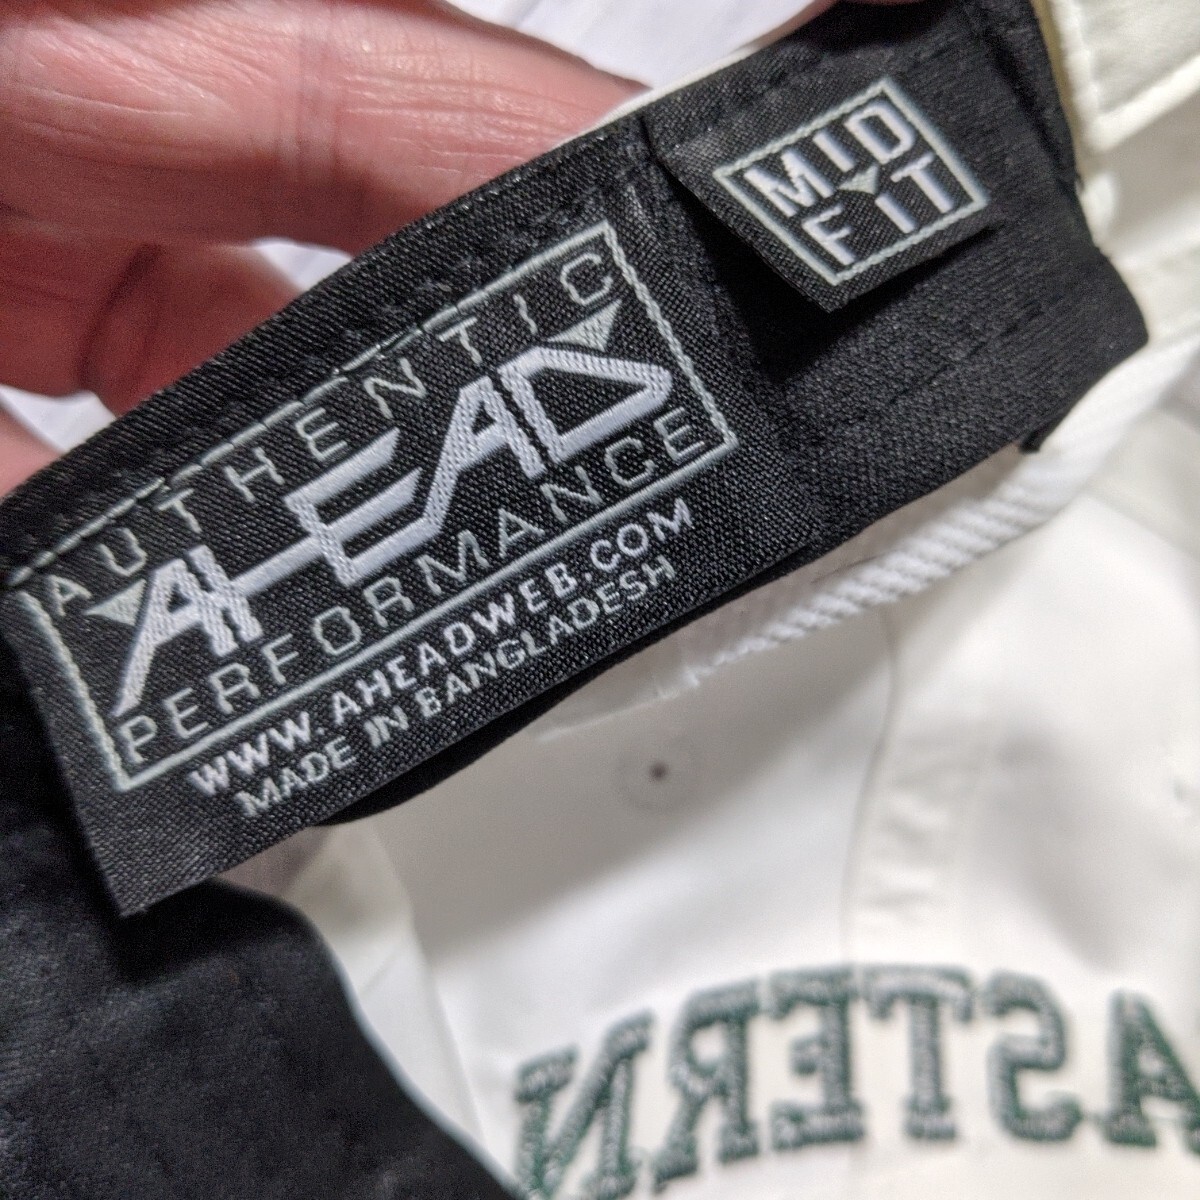 MID
FIT
AUTHENTIC
AHEAD
PERFORMANCE
WWW.AHEADWEB.COM
MADE IN BANGLADESH
ASTERN